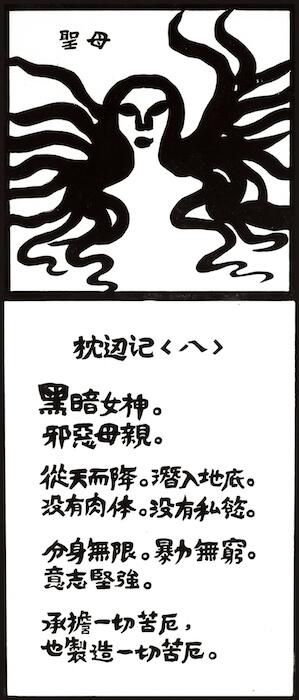 聖母
枕边记〈八〉
黑暗女神。
邪惡母親。
從天而降。潛入地底。
没有肉体。没有私慾。
分身無限。暴力無窮。
意志堅強。
承擔一切苦厄，
也製造一切苦厄。